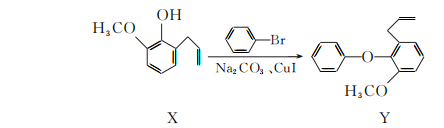 OH
H₃CO
Br
Na₂CO₃、CuI
O
H₃CO
X
Y